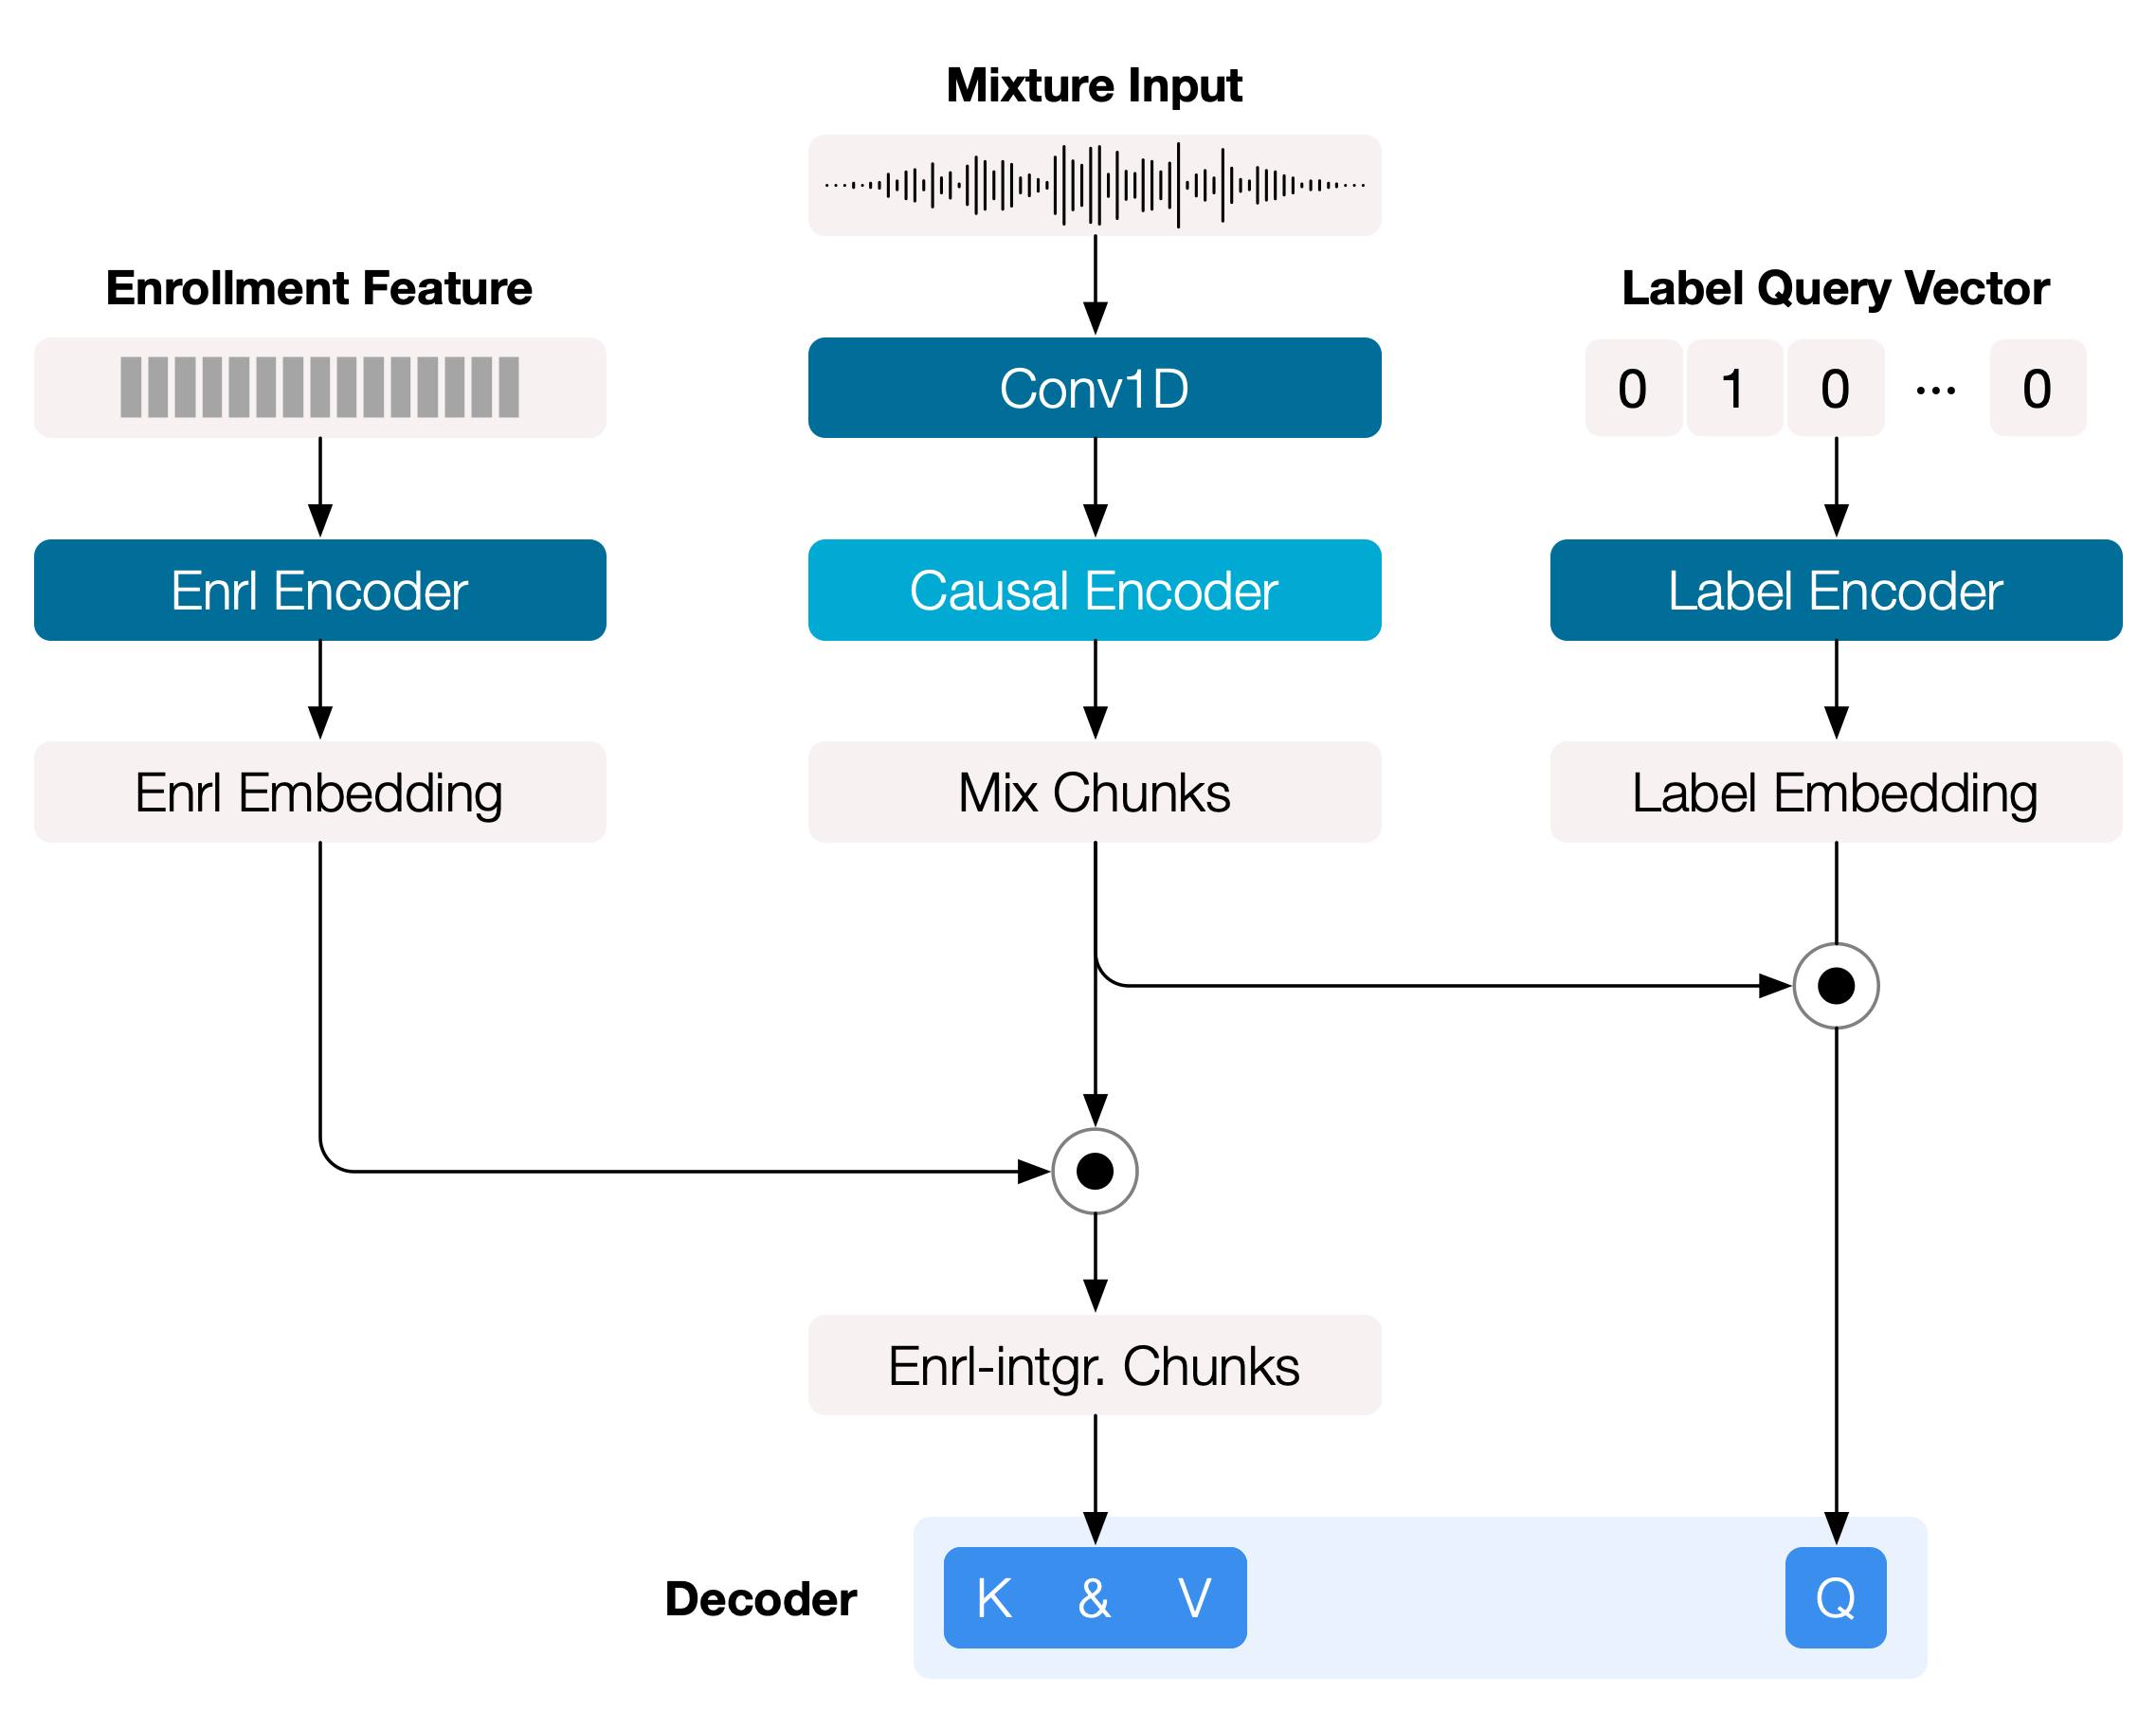 Mixture Input
Enrollment Feature
Label Query Vector
Conv1D
0 1 0 ... 0
Enrl Encoder
Causal Encoder
Label Encoder
Enrl Embedding
Mix Chunks
Label Embedding
Enrl-intgr. Chunks
Decoder
K & V
Q